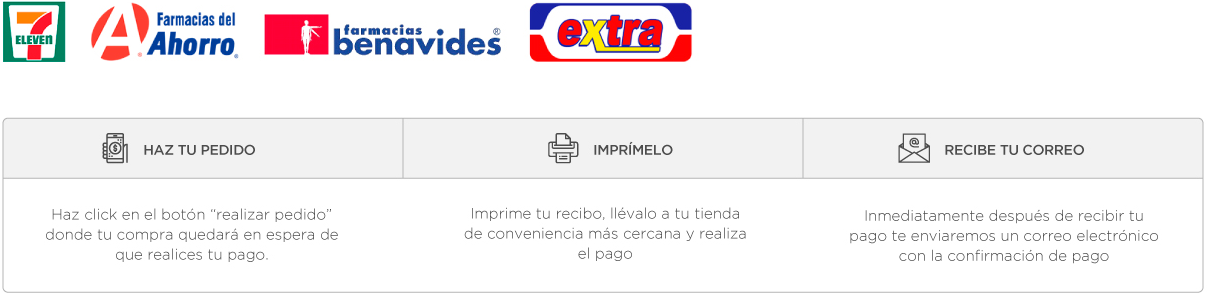 7
ELEVEN
Farmacias del
Ahorro®
farmacias
benavides®
extra
HAZ TU PEDIDO
IMPRÍMELO
@
RECIBE TU CORREO
Haz click en el botón “realizar pedido”
donde tu compra quedará en espera de
que realices tu pago.
Imprime tu recibo, llévalo a tu tienda
de conveniencia más cercana y realiza
el pago
Inmediatamente después de recibir tu
pago te enviaremos un correo electrónico
con la confirmación de pago